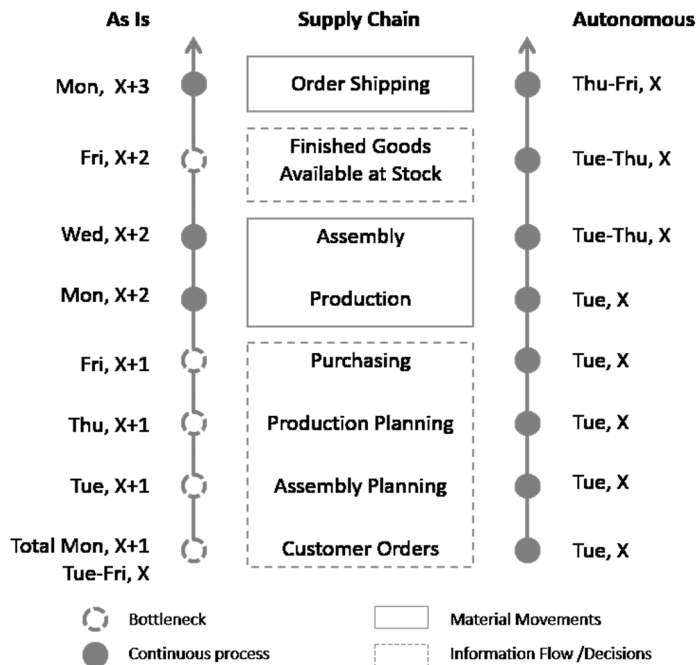 As Is Supply Chain Autonomous
Mon, X+3 Order Shipping Thu-Fri, X
Fri, X+2 Finished Goods Tue-Thu, X
Available at Stock
Wed, X+2 Assembly Tue-Thu, X
Mon, X+2 Production Tue, X
Fri, X+1 Purchasing Tue, X
Thu, X+1 Production Planning Tue, X
Tue, X+1 Assembly Planning Tue, X
Total Mon, X+1 Customer Orders Tue, X
Tue-Fri, X
Bottleneck Material Movements
Continuous process Information Flow /Decisions